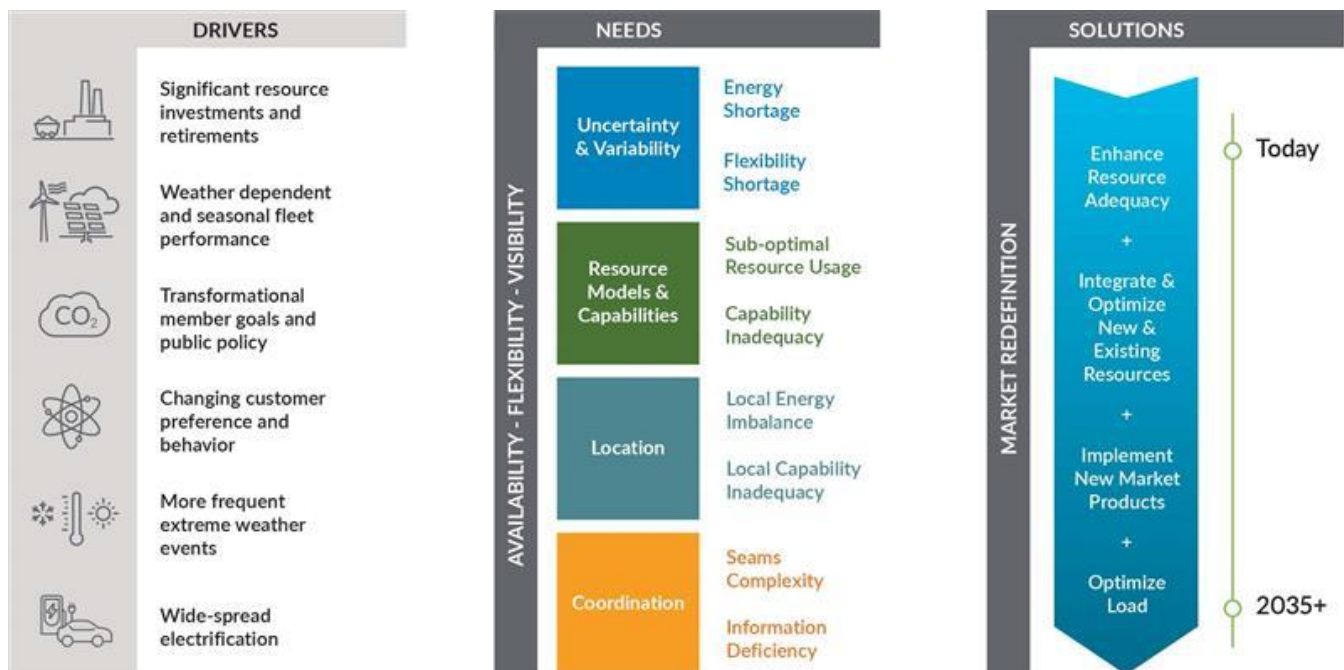 DRIVERS
Significant resource
investments and
retirements
Weather dependent
and seasonal fleet
performance
CO2
Transformational
member goals and
public policy
Changing customer
preference and
behavior
More frequent
extreme weather
events
Wide-spread
electrification
NEEDS
AVAILABILITY - FLEXIBILITY - VISIBILITY
Uncertainty
& Variability
Energy
Shortage
Flexibility
Shortage
Resource
Models &
Capabilities
Sub-optimal
Resource Usage
Capability
Inadequacy
Location
Local Energy
Imbalance
Local Capability
Inadequacy
Coordination
Seams
Complexity
Information
Deficiency
SOLUTIONS
MARKET REDEFINITION
Enhance
Resource
Adequacy
+
Integrate &
Optimize
New &
Existing
Resources
+
Implement
New Market
Products
+
Optimize
Load
Today
2035+